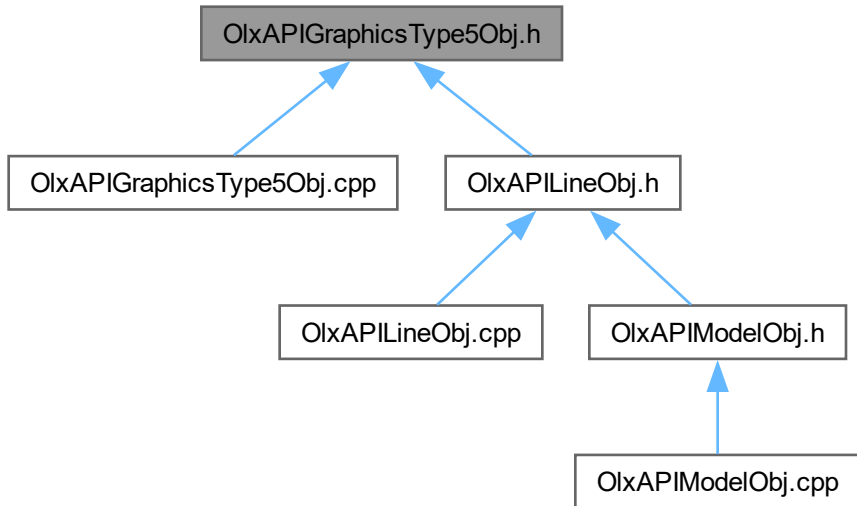 OlxAPIGraphicsType5Obj.h
OlxAPIGraphicsType5Obj.cpp
OlxAPILineObj.h
OlxAPILineObj.cpp
OlxAPIModelObj.h
OlxAPIModelObj.cpp